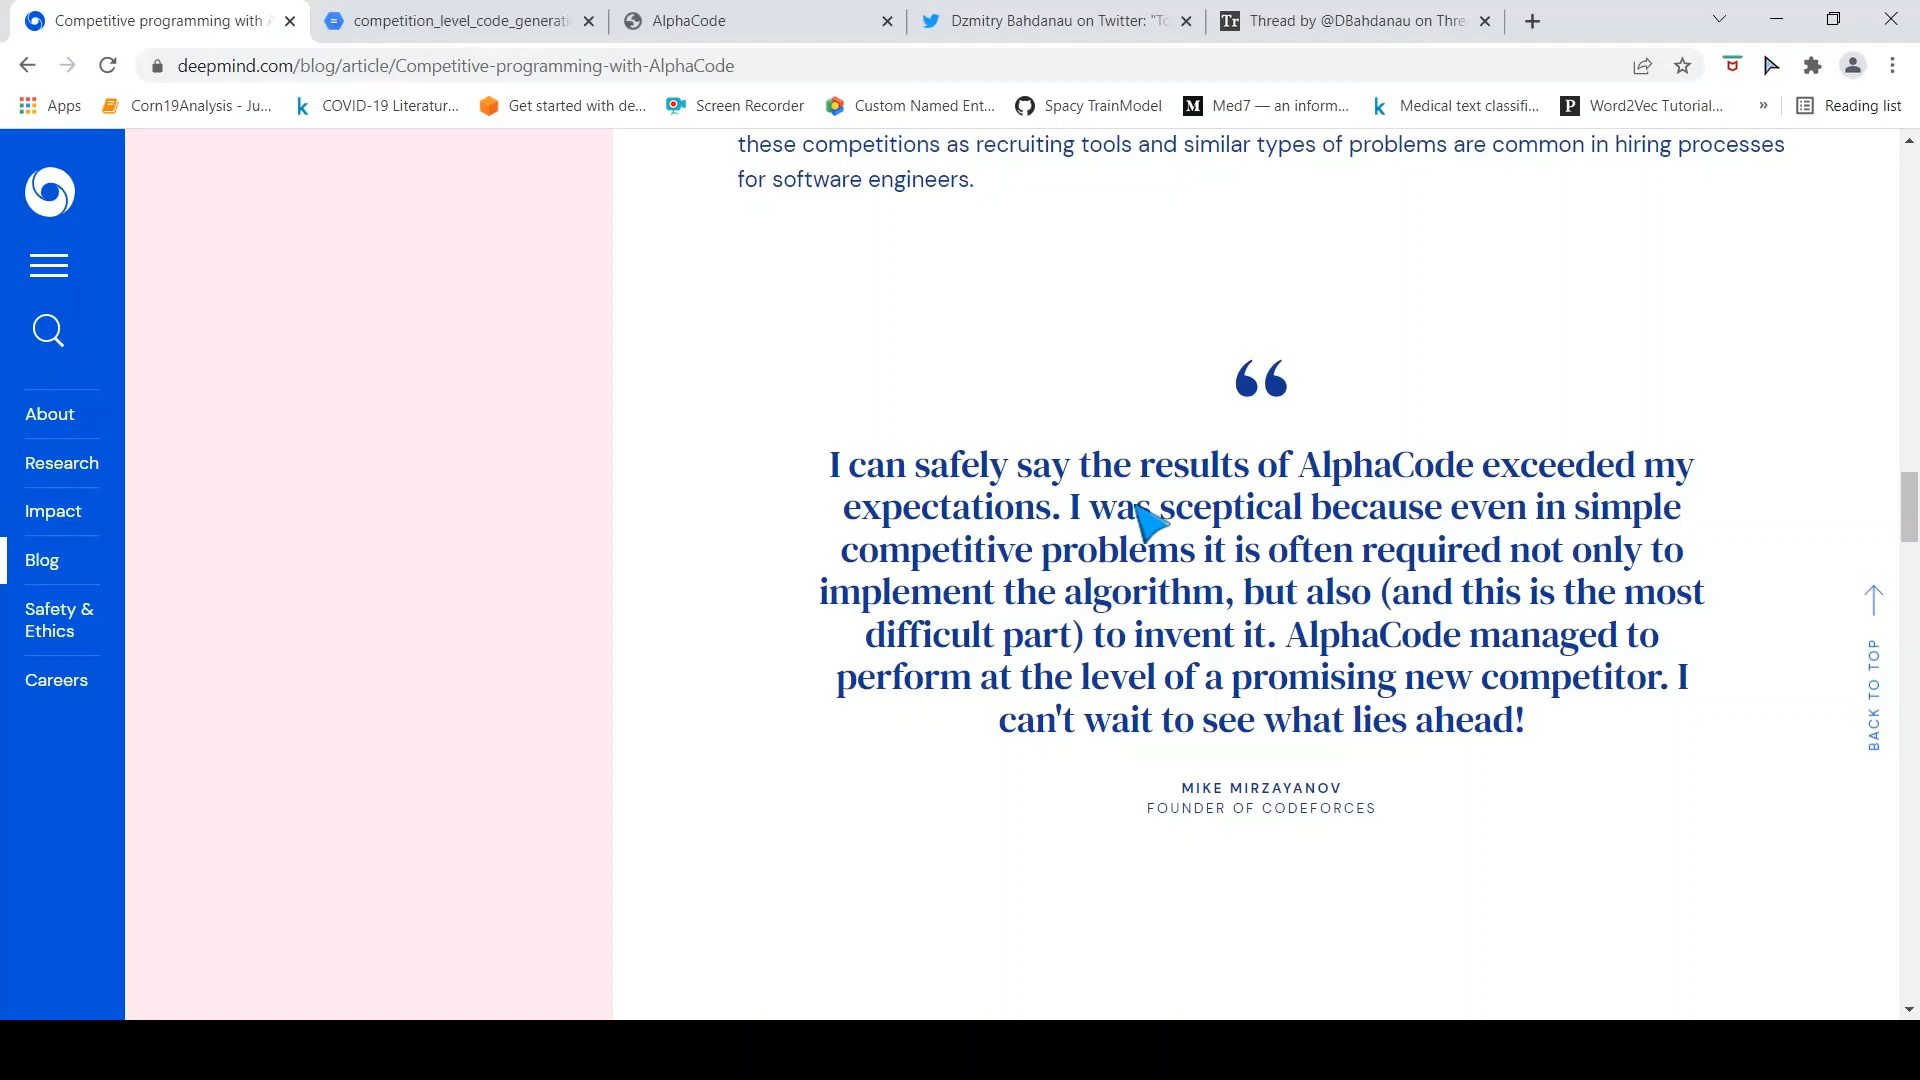 Competitive programming with A
competition_level_code_generati
AlphaCode
Dzmitry Bahdanau on Twitter: "To
Thread by @DBahdanau on Thre
deepmind.com/blog/article/Competitive-programming-with-AlphaCode
Apps
Corn19Analysis - Ju...
COVID-19 Literatur...
Get started with de...
Screen Recorder
Custom Named Ent...
Spacy TrainModel
Med7 — an inform...
Medical text classifi...
Word2Vec Tutorial...
»
Reading list
these competitions as recruiting tools and similar types of problems are common in hiring processes
for software engineers.
About
Research
Impact
Blog
Safety &
Ethics
Careers
“
I can safely say the results of AlphaCode exceeded my
expectations. I was sceptical because even in simple
competitive problems it is often required not only to
implement the algorithm, but also (and this is the most
difficult part) to invent it. AlphaCode managed to
perform at the level of a promising new competitor. I
can't wait to see what lies ahead!
MIKE MIRZAYANOV
FOUNDER OF CODEFORCES
BACK TO TOP